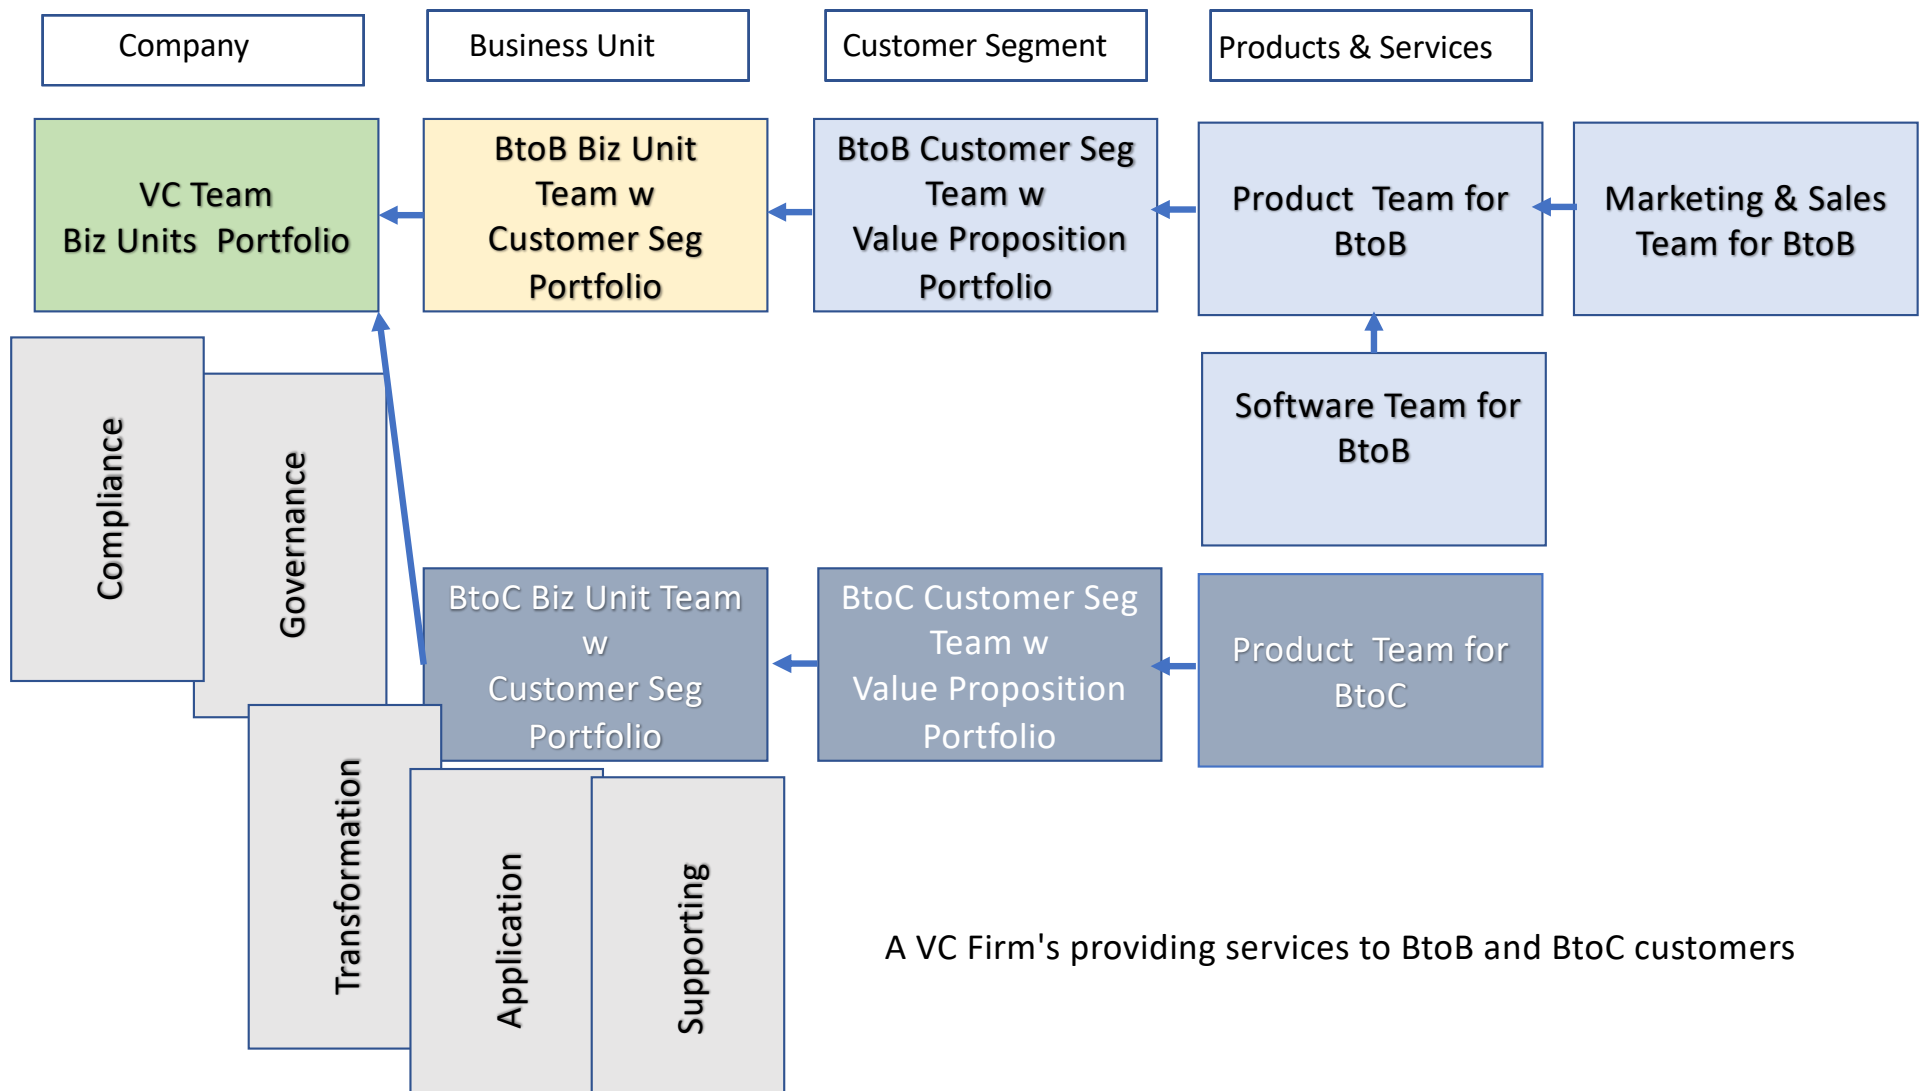 Company
Business Unit
Customer Segment
Products & Services
VC Team
Biz Units  Portfolio
BtoB Biz Unit
Team w
Customer Seg
Portfolio
BtoB Customer Seg
Team w
Value Proposition
Portfolio
Product  Team for
BtoB
Marketing & Sales
Team for BtoB
Software Team for
BtoB
Compliance
Governance
BtoC Biz Unit Team
w
Customer Seg
Portfolio
BtoC Customer Seg
Team w
Value Proposition
Portfolio
Product  Team for
BtoC
Transformation
Application
Supporting
A VC Firm's providing services to BtoB and BtoC customers